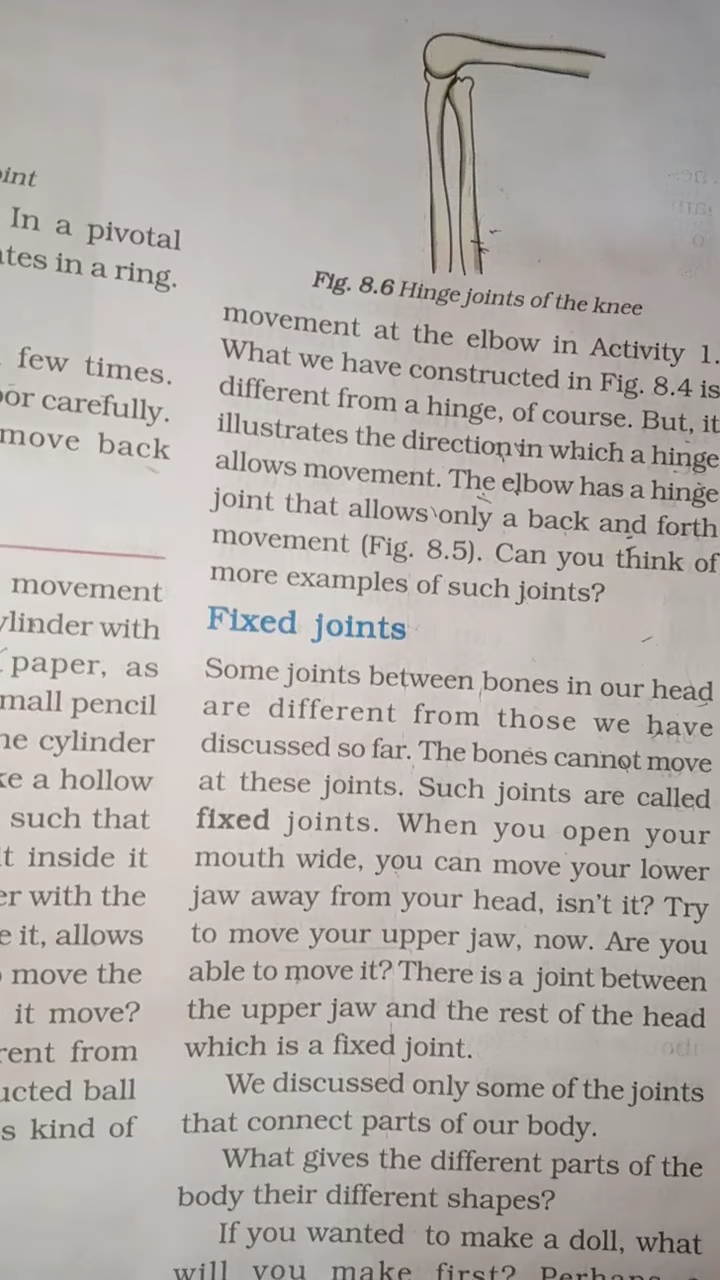 oint
In a pivotal
ates in a ring.
few times.
oor carefully.
move back
movement
ylinder with
paper, as
mall pencil
he cylinder
ke a hollow
such that
t inside it
er with the
e it, allows
move the
it move?
rent from
ucted ball
s kind of
Fig. 8.6 Hinge joints of the knee
movement at the elbow in Activity 1.
What we have constructed in Fig. 8.4 is
different from a hinge, of course. But, it
illustrates the direction in which a hinge
allows movement. The elbow has a hinge
joint that allows only a back and forth
movement (Fig. 8.5). Can you think of
more examples of such joints?
Fixed joints
Some joints between bones in our head
are different from those we have
discussed so far. The bones cannot move
at these joints. Such joints are called
fixed joints. When you open your
mouth wide, you can move your lower
jaw away from your head, isn't it? Try
to move your upper jaw, now. Are you
able to move it? There is a joint between
the upper jaw and the rest of the head
which is a fixed joint.
We discussed only some of the joints
that connect parts of our body.
What gives the different parts of the
body their different shapes?
If you wanted to make a doll, what
will you make first?